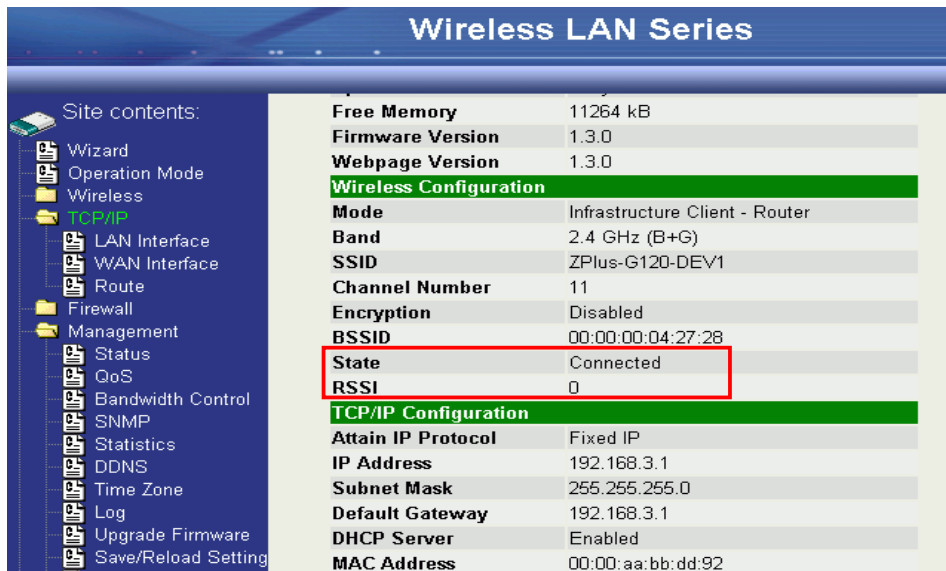 Wireless LAN Series
Site contents:
Wizard
Operation Mode
Wireless
TCP/IP
LAN Interface
WAN Interface
Route
Firewall
Management
Status
QoS
Bandwidth Control
SNMP
Statistics
DDNS
Time Zone
Log
Upgrade Firmware
Save/Reload Setting
Free Memory 11264 kB
Firmware Version 1.3.0
Webpage Version 1.3.0
Wireless Configuration
Mode Infrastructure Client - Router
Band 2.4 GHz (B+G)
SSID ZPlus-G120-DEV1
Channel Number 11
Encryption Disabled
BSSID 00:00:00:04:27:28
State Connected
RSSI 0
TCP/IP Configuration
Attain IP Protocol Fixed IP
IP Address 192.168.3.1
Subnet Mask 255.255.255.0
Default Gateway 192.168.3.1
DHCP Server Enabled
MAC Address 00:00:aa:bb:dd:92